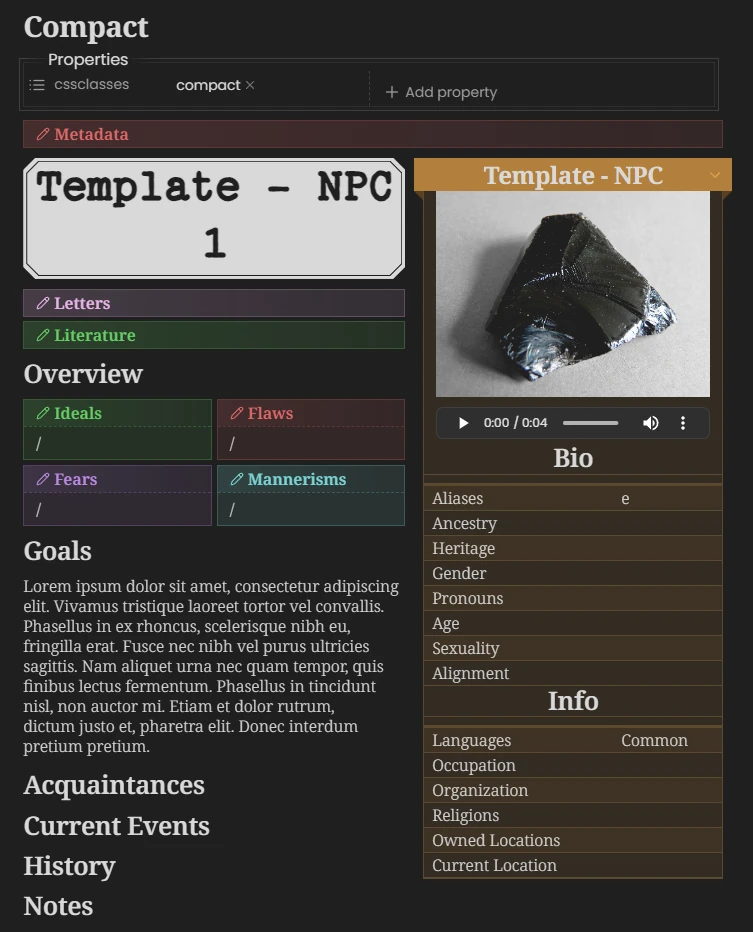 Compact
Properties
cssclasses
compact ×
+ Add property
Metadata
Template - NPC
1
Letters
Literature
Overview
Ideals
/
Flaws
/
Fears
/
Mannerisms
/
Goals
Lorem ipsum dolor sit amet, consectetur adipiscing
elit. Vivamus tristique laoreet tortor vel convallis.
Phasellus in ex rhoncus, scelerisque nibh eu,
fringilla erat. Fusce nec nibh vel purus ultricies
sagittis. Nam aliquet urna nec quam tempor, quis
finibus lectus fermentum. Phasellus in tincidunt
nisl, non auctor mi. Etiam et dolor rutrum,
dictum justo et, pharetra elit. Donec interdum
pretium pretium.
Acquaintances
Current Events
History
Notes
Template - NPC
0:00 / 0:04
Bio
Aliases e
Ancestry
Heritage
Gender
Pronouns
Age
Sexuality
Alignment
Info
Languages Common
Occupation
Organization
Religions
Owned Locations
Current Location